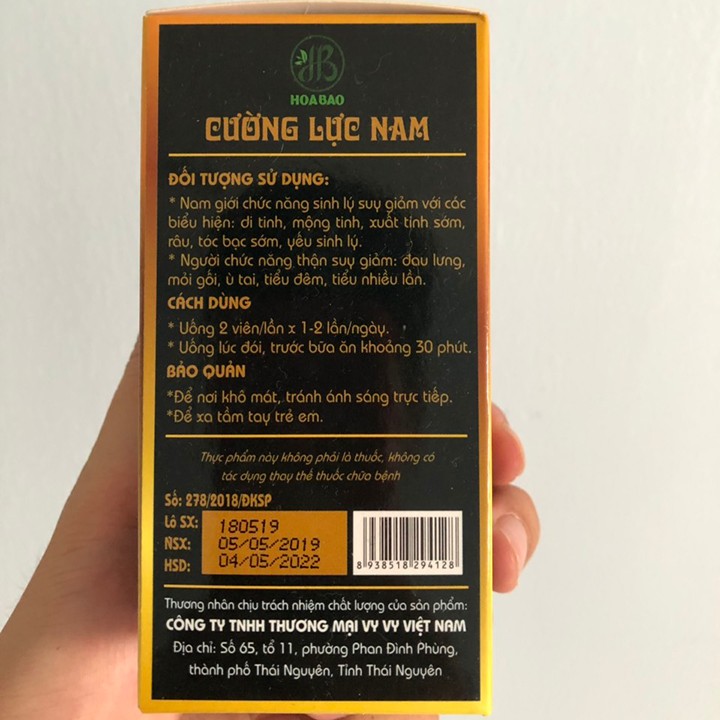 HB
HOABAO
CƯỜNG LỰC NAM
ĐỐI TƯỢNG SỬ DỤNG:
* Nam giới chức năng sinh lý suy giảm với các
biểu hiện: di tinh, mộng tinh, xuất tinh sớm,
râu, tóc bạc sớm, yếu sinh lý.
* Người chức năng thận suy giảm: đau lưng,
mỏi gối, ù tai, tiểu đêm, tiểu nhiều lần.
CÁCH DÙNG
* Uống 2 viên/lần x 1-2 lần/ngày.
* Uống lúc đói, trước bữa ăn khoảng 30 phút.
BẢO QUẢN
*Để nơi khô mát, tránh ánh sáng trực tiếp.
*Để xa tầm tay trẻ em.
Thực phẩm này không phải là thuốc, không có
tác dụng thay thế thuốc chữa bệnh
Số: 278/2018/ĐKSP
Lô SX: 180519
NSX: 05/05/2019
HSD: 04/05/2022
8 938518 294128
Thương nhân chịu trách nhiệm chất lượng của sản phẩm:
CÔNG TY TNHH THƯƠNG MẠI VY VY VIỆT NAM
Địa chỉ: Số 65, tổ 11, phường Phan Đình Phùng,
thành phố Thái Nguyên, Tỉnh Thái Nguyên